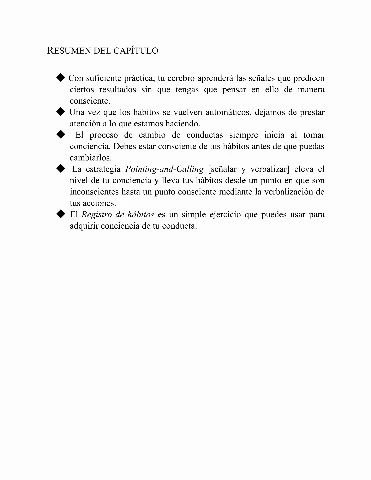 RESUMEN DEL CAPÍTULO
◆ Con suficiente práctica, tu cerebro aprenderá las señales que predicen
ciertos resultados sin que tengas que pensar en ello de manera
consciente.
◆ Una vez que los hábitos se vuelven automáticos, dejamos de prestar
atención a lo que estamos haciendo.
◆ El proceso de cambio de conductas siempre inicia al tomar
conciencia. Debes estar consciente de tus hábitos antes de que puedas
cambiarlos.
◆ La estrategia Pointing-and-Calling [señalar y verbalizar] eleva el
nivel de tu conciencia y lleva tus hábitos desde un punto en que son
inconscientes hasta un punto consciente mediante la verbalización de
tus acciones.
◆ El Registro de hábitos es un simple ejercicio que puedes usar para
adquirir conciencia de tu conducta.